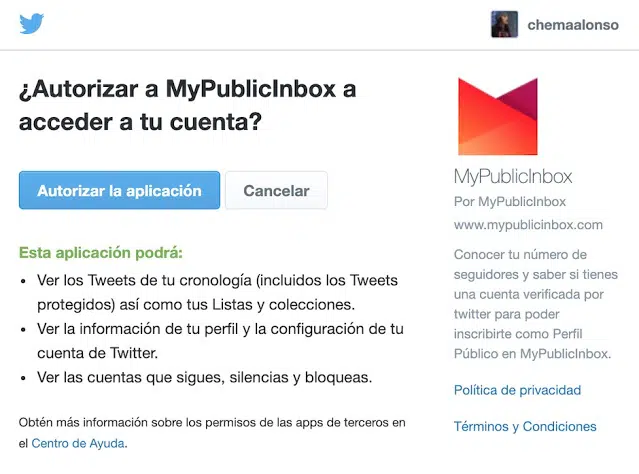 chemaalonso
¿Autorizar a MyPublicInbox a
acceder a tu cuenta?
Autorizar la aplicación
Cancelar
Esta aplicación podrá:
• Ver los Tweets de tu cronología (incluidos los Tweets
protegidos) así como tus Listas y colecciones.
• Ver la información de tu perfil y la configuración de tu
cuenta de Twitter.
• Ver las cuentas que sigues, silencias y bloqueas.
Obtén más información sobre los permisos de las apps de terceros en
el Centro de Ayuda.
MyPublicInbox
Por MyPublicInbox
www.mypublicinbox.com
Conocer tu número de
seguidores y saber si tienes
una cuenta verificada por
twitter para poder
inscribirte como Perfil
Público en MyPublicInbox.
Política de privacidad
Términos y Condiciones